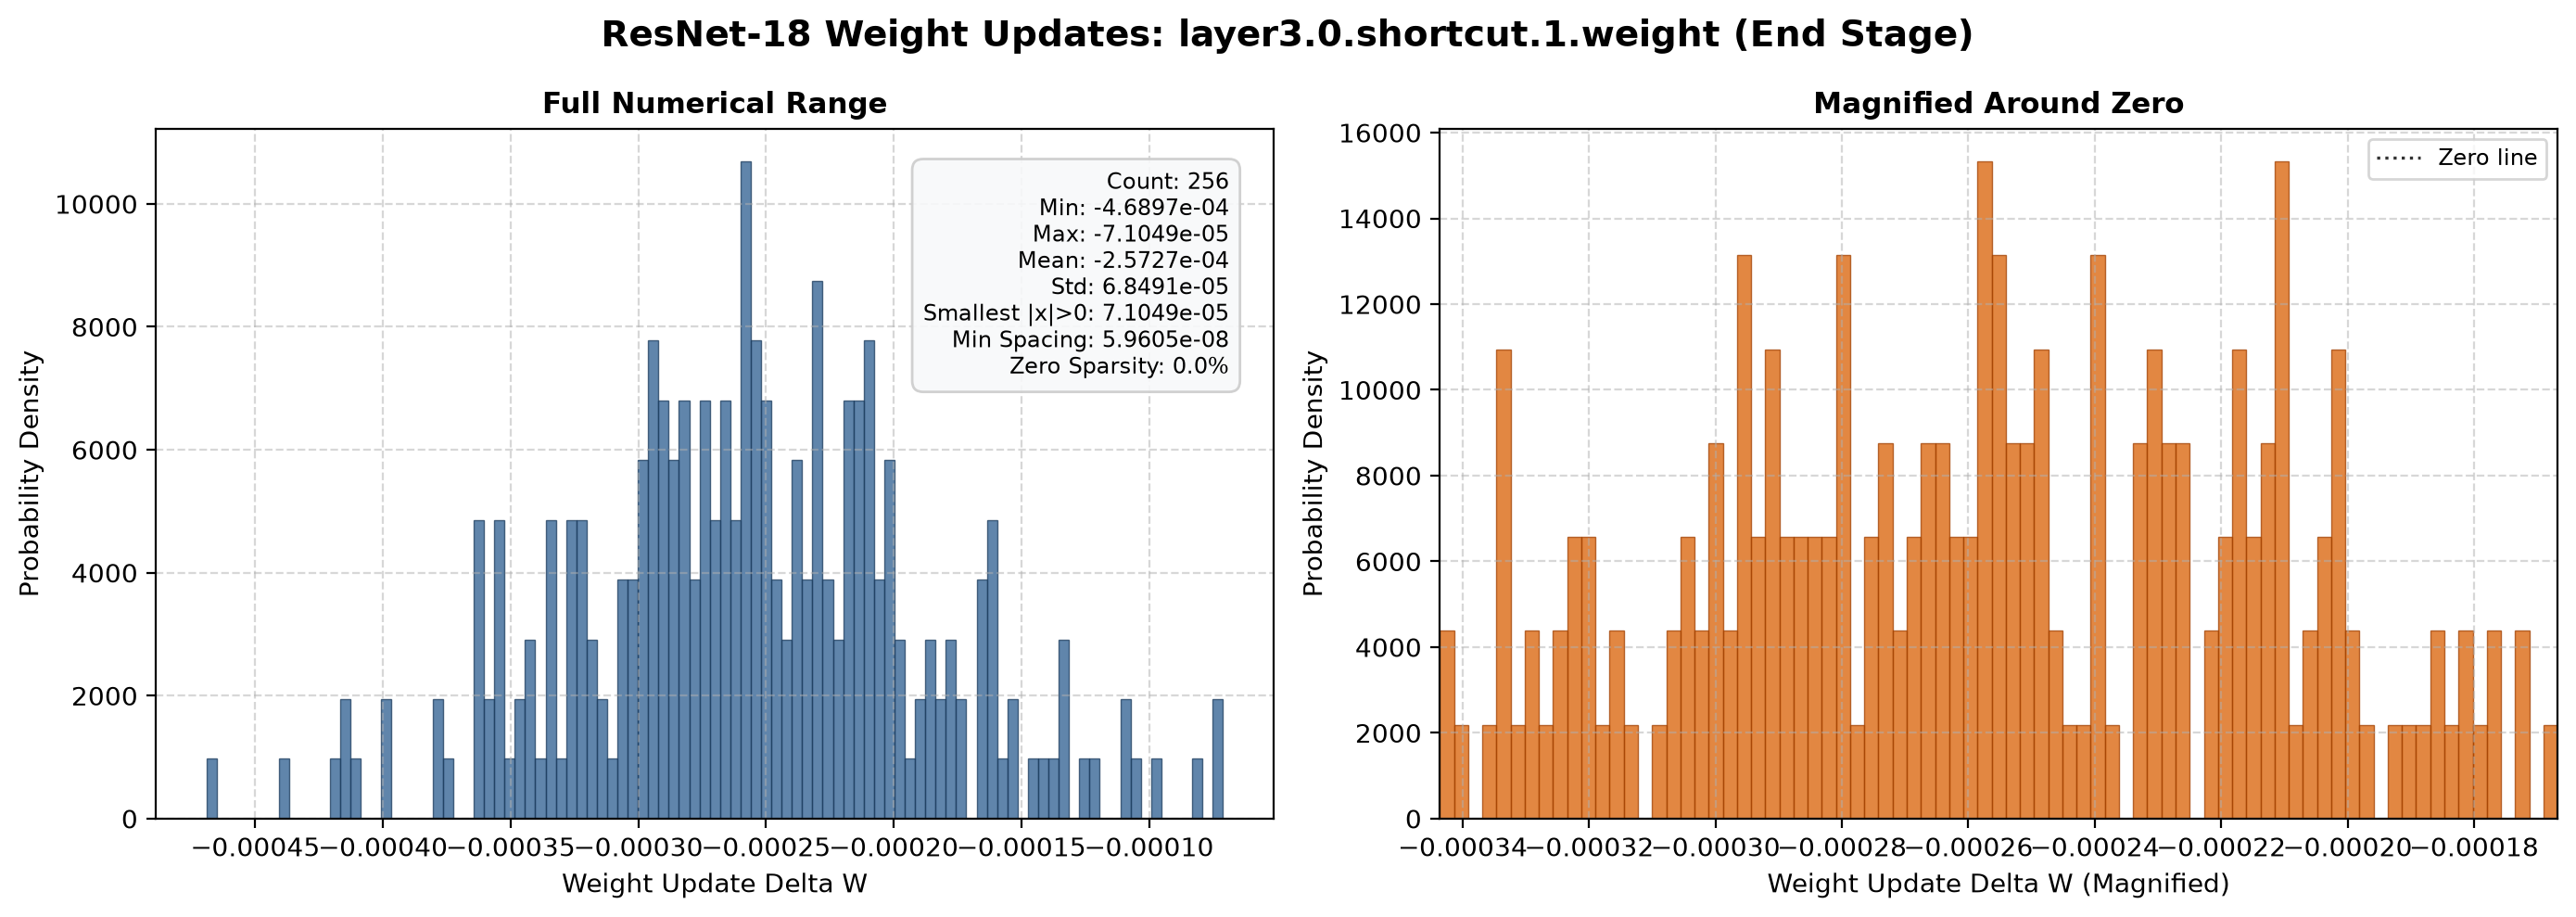 ResNet-18 Weight Updates: layer3.0.shortcut.1.weight (End Stage)
Full Numerical Range
Probability Density
10000
8000
6000
4000
2000
0
Count: 256
Min: -4.6897e-04
Max: -7.1049e-05
Mean: -2.5727e-04
Std: 6.8491e-05
Smallest |x|>0: 7.1049e-05
Min Spacing: 5.9605e-08
Zero Sparsity: 0.0%
−0.00045 −0.00040 −0.00035 −0.00030 −0.00025 −0.00020 −0.00015 −0.00010
Weight Update Delta W
Magnified Around Zero
Probability Density
16000
14000
12000
10000
8000
6000
4000
2000
0
Zero line
−0.00034 −0.00032 −0.00030 −0.00028 −0.00026 −0.00024 −0.00022 −0.00020 −0.00018
Weight Update Delta W (Magnified)